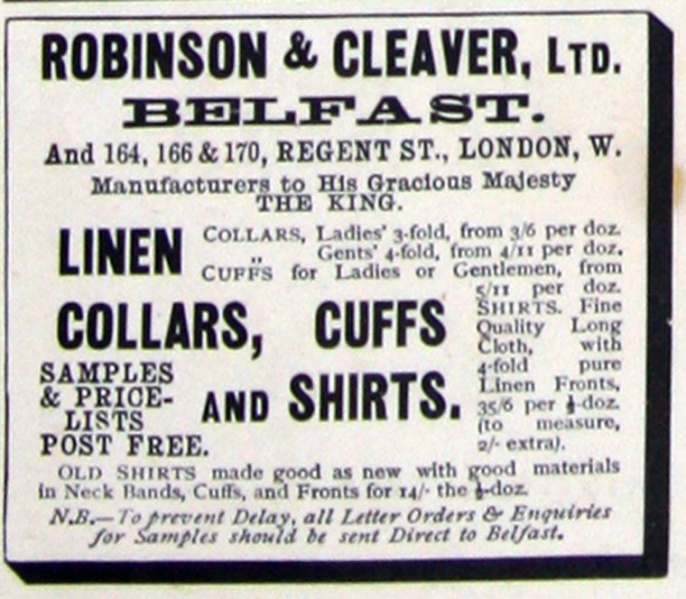 ROBINSON & CLEAVER, LTD.
BELFAST.
And 164, 166 & 170, REGENT ST., LONDON, W.
Manufacturers to His Gracious Majesty
THE KING.
LINEN
COLLARS, Ladies' 3-fold, from 3/6 per doz.
„ Gents' 4-fold, from 4/11 per doz.
CUFFS for Ladies or Gentlemen, from
5/11 per doz.
COLLARS, CUFFS
SHIRTS. Fine
Quality Long
Cloth, with
4-fold pure
Linen Fronts,
35/6 per ½-doz.
(to measure,
2/- extra).
SAMPLES
& PRICE-
LISTS
POST FREE.
AND SHIRTS.
OLD SHIRTS made good as new with good materials
in Neck Bands, Cuffs, and Fronts for 14/- the ½-doz.
N.B.—To prevent Delay, all Letter Orders & Enquiries
for Samples should be sent Direct to Belfast.